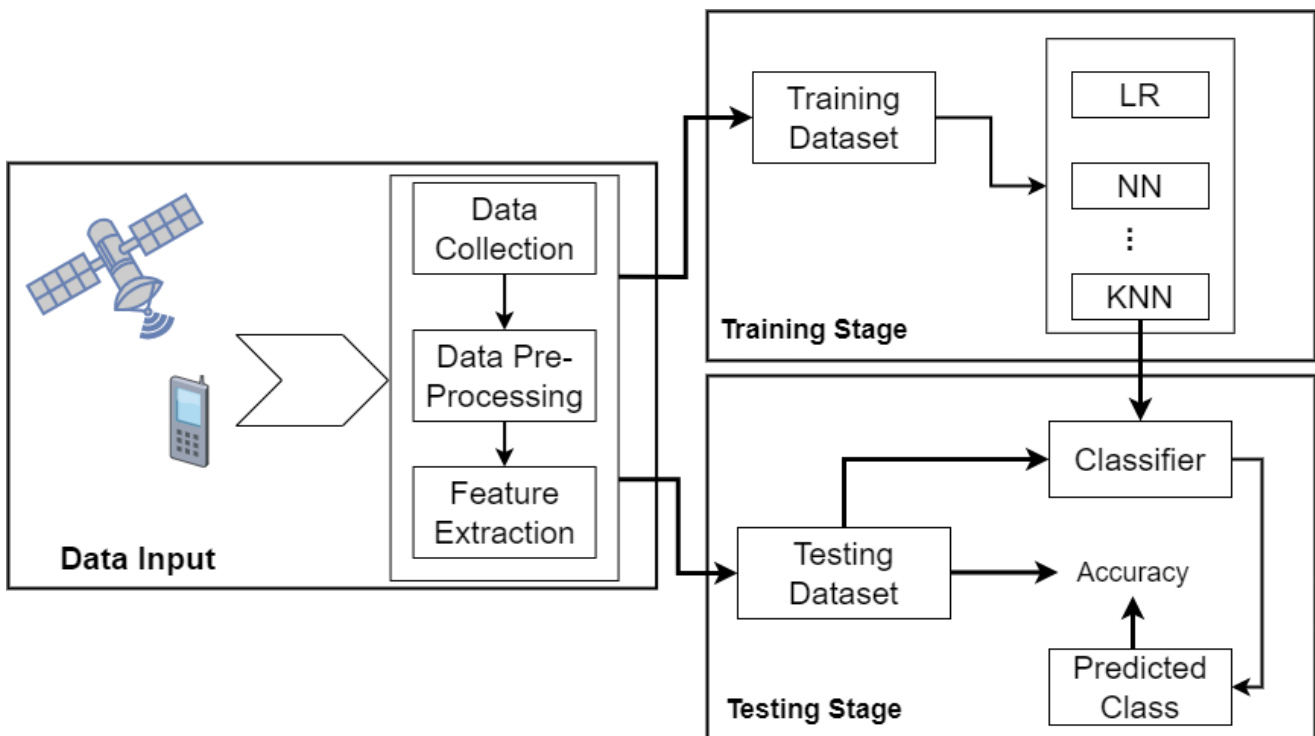 Data
Collection
Data Pre-
Processing
Feature
Extraction
Data Input
Training
Dataset
LR
NN
...
KNN
Training Stage
Classifier
Testing
Dataset
Accuracy
Predicted
Class
Testing Stage